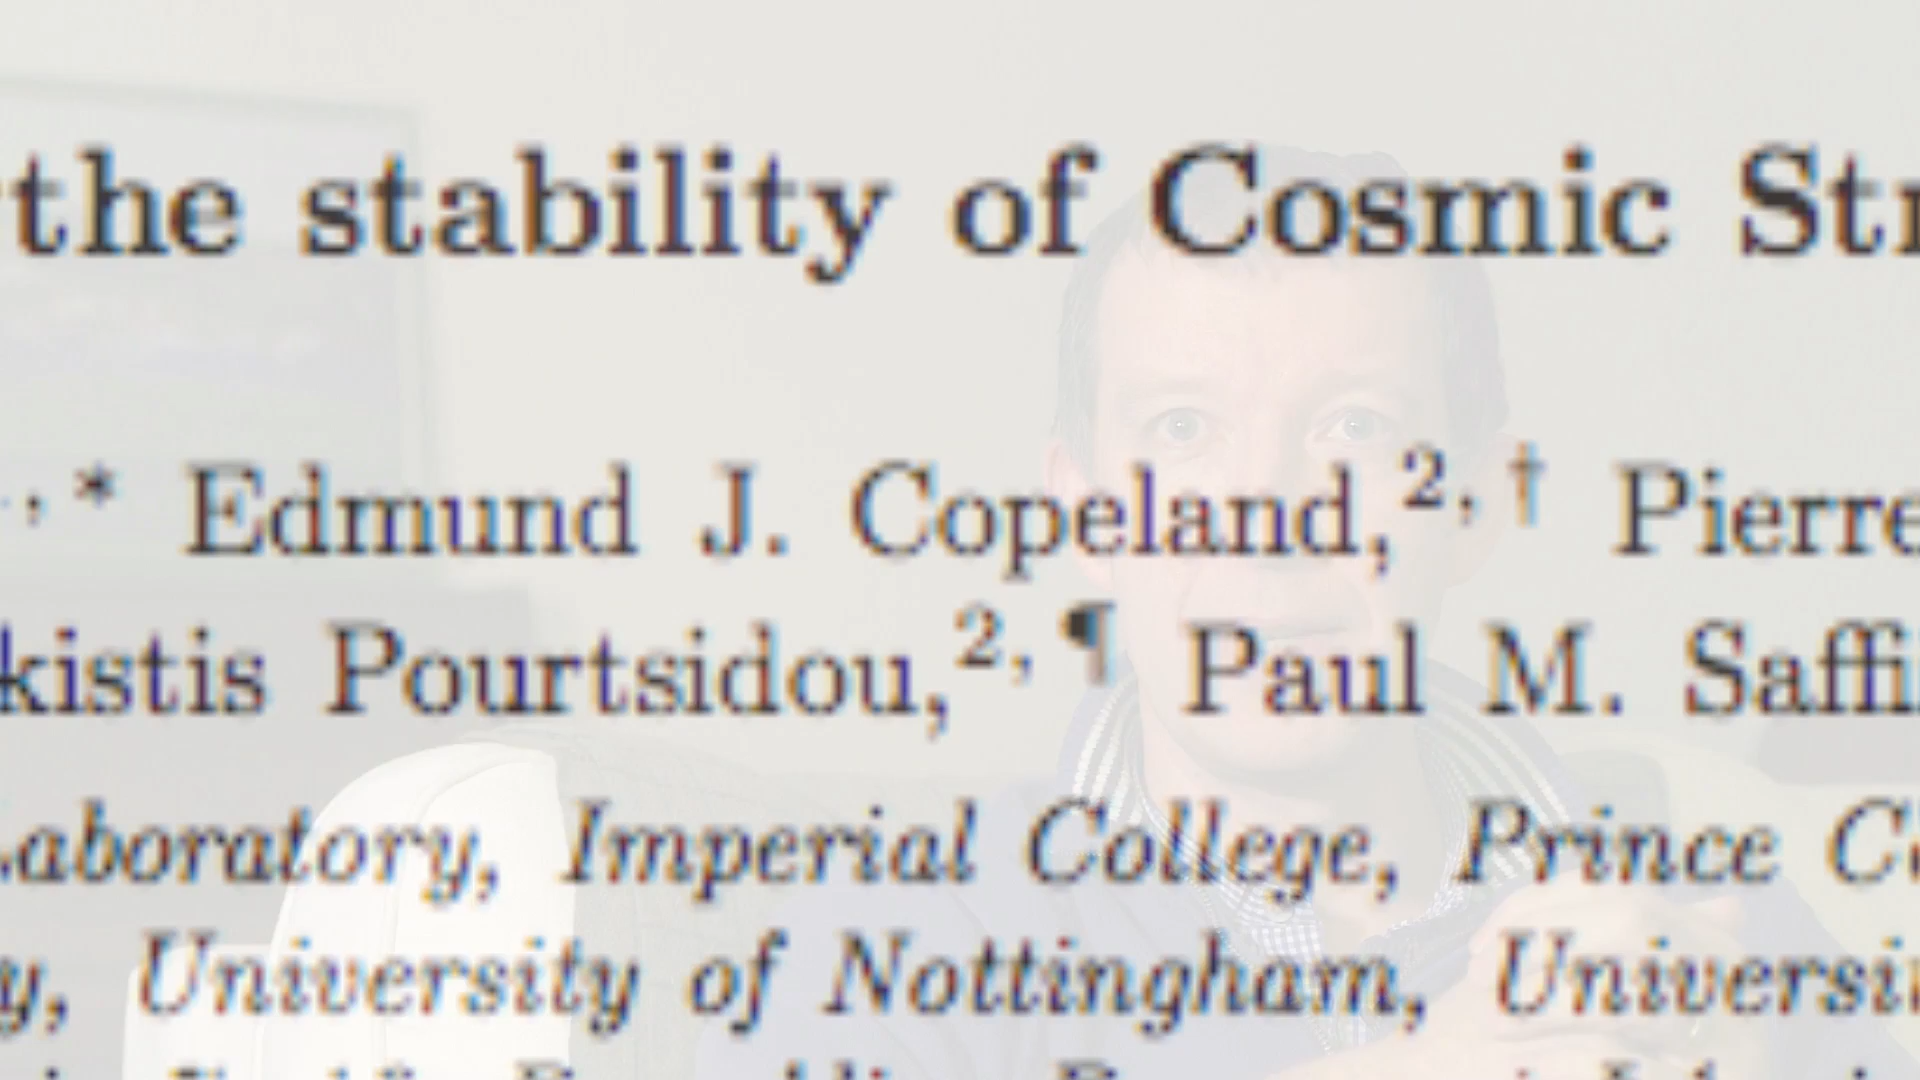 the stability of Cosmic Str
, * Edmund J. Copeland,2, † Pierre
kistis Pourtsidou,2, ¶ Paul M. Saffi
aboratory, Imperial College, Prince C
y, University of Nottingham, Universi